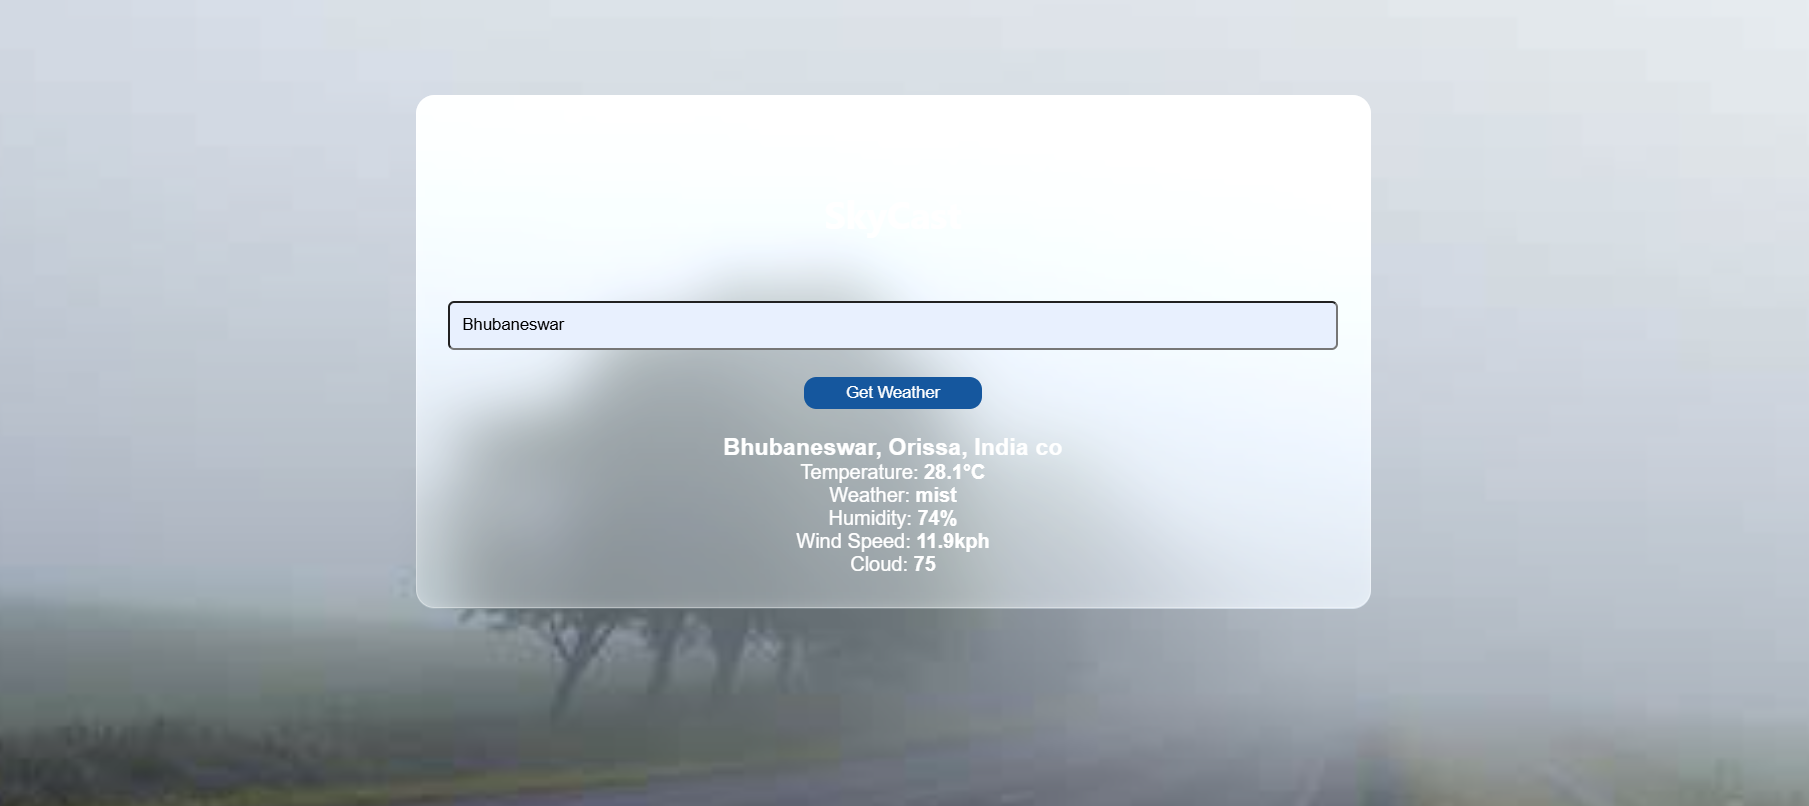 Bhubaneswar
Get Weather
Bhubaneswar, Orissa, India co
Temperature: 28.1°C
Weather: mist
Humidity: 74%
Wind Speed: 11.9kph
Cloud: 75